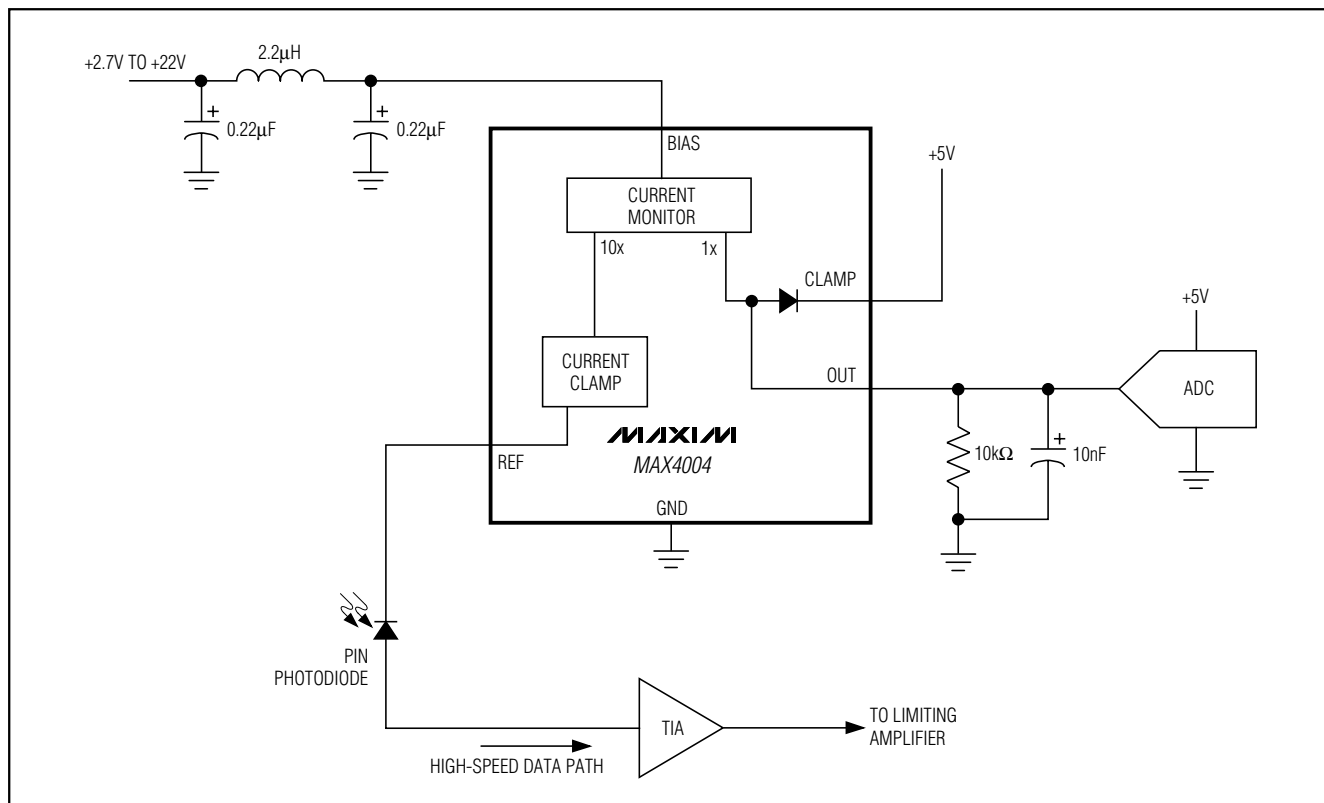 +2.7V TO +22V
2.2μH
+
0.22μF
+
0.22μF
BIAS
+5V
CURRENT
MONITOR
10x
1x
CLAMP
+5V
CURRENT
CLAMP
OUT
ADC
MAXIM
MAX4004
REF
+
10kΩ
10nF
GND
PIN
PHOTODIODE
TIA
TO LIMITING
AMPLIFIER
HIGH-SPEED DATA PATH